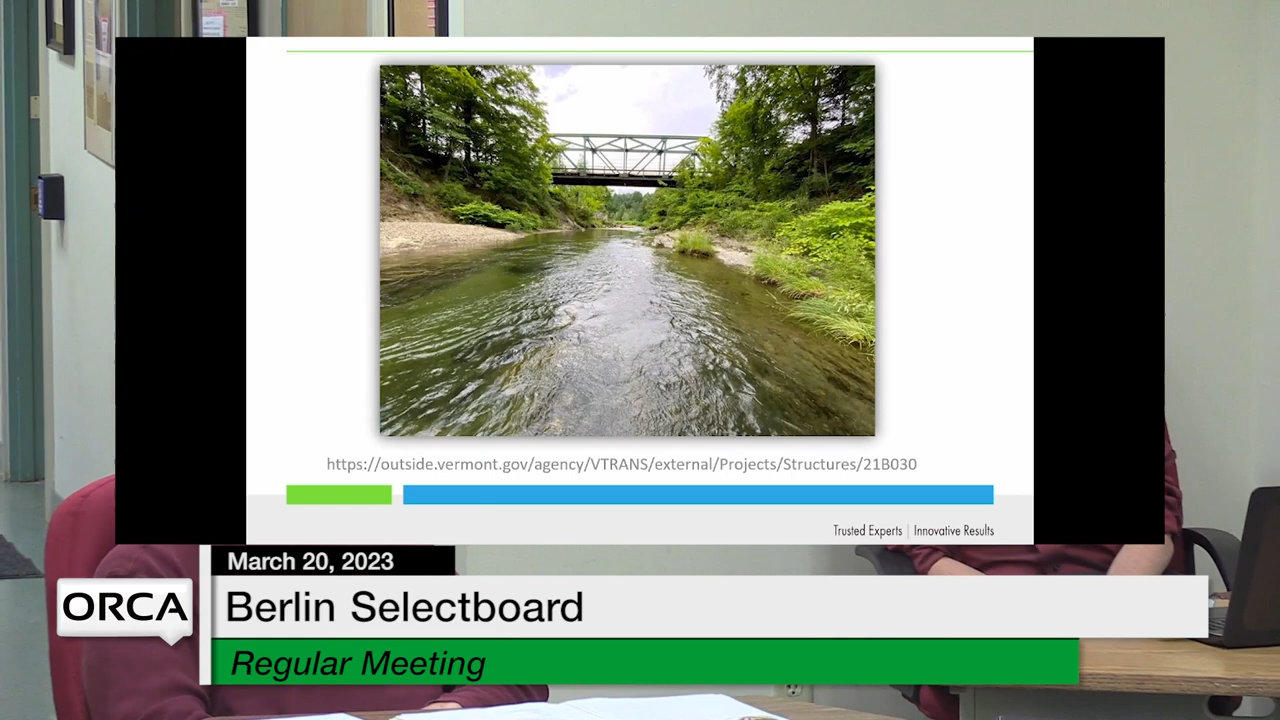 https://outside.vermont.gov/agency/VTRANS/external/Projects/Structures/21B030
Trusted Experts | Innovative Results
March 20, 2023
ORCA
Berlin Selectboard
Regular Meeting